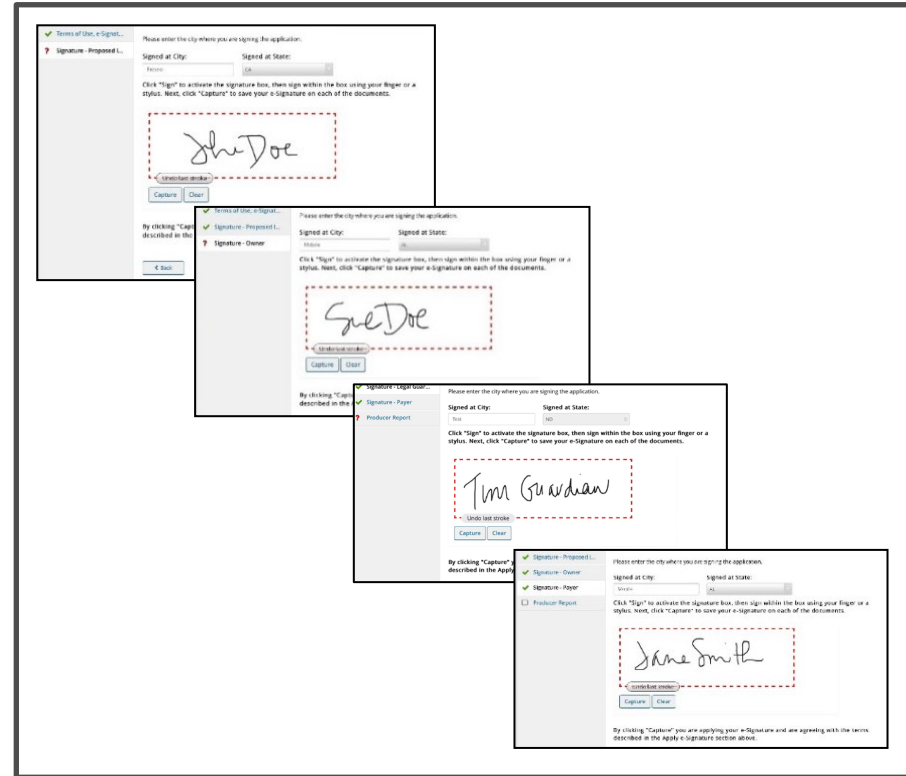 Terms of Use, e-Signat...
Signature - Proposed I...
Please enter the city where you are signing the application.
Signed at City: Signed at State:
CA
Click "Sign" to activate the signature box, then sign within the box using your finger or a
stylus. Next, click "Capture" to save your e-Signature on each of the documents.
Doe
Undo last stroke
Capture Clear
By clicking "Capt
described in the
Back
Terms of Use, e-Signat...
Signature - Proposed I...
Signature - Owner
Please enter the city where you are signing the application.
Signed at City: Signed at State:
Mobile AL
Click "Sign" to activate the signature box, then sign within the box using your finger or a
stylus. Next, click "Capture" to save your e-Signature on each of the documents.
Sue Doe
Undo last stroke
Capture Clear
By clicking "Captu
described in the
Signature - Legal Guar...
Signature - Payer
Producer Report
Please enter the city where you are signing the application.
Signed at City: Signed at State:
Test ND
Click "Sign" to activate the signature box, then sign within the box using your finger or a
stylus. Next, click "Capture" to save your e-Signature on each of the documents.
Tim Guardian
Undo last stroke
Capture Clear
By clicking "Capture" y
described in the Apply
Signature - Proposed I...
Signature - Owner
Signature - Payer
Producer Report
Please enter the city where you are signing the application.
Signed at City: Signed at State:
Mobile AL
Click "Sign" to activate the signature box, then sign within the box using your finger or a
stylus. Next, click "Capture" to save your e-Signature on each of the documents.
Jane Smith
Undo last stroke
Capture Clear
By clicking "Capture" you are applying your e-Signature and are agreeing with the terms
described in the Apply e-Signature section above.